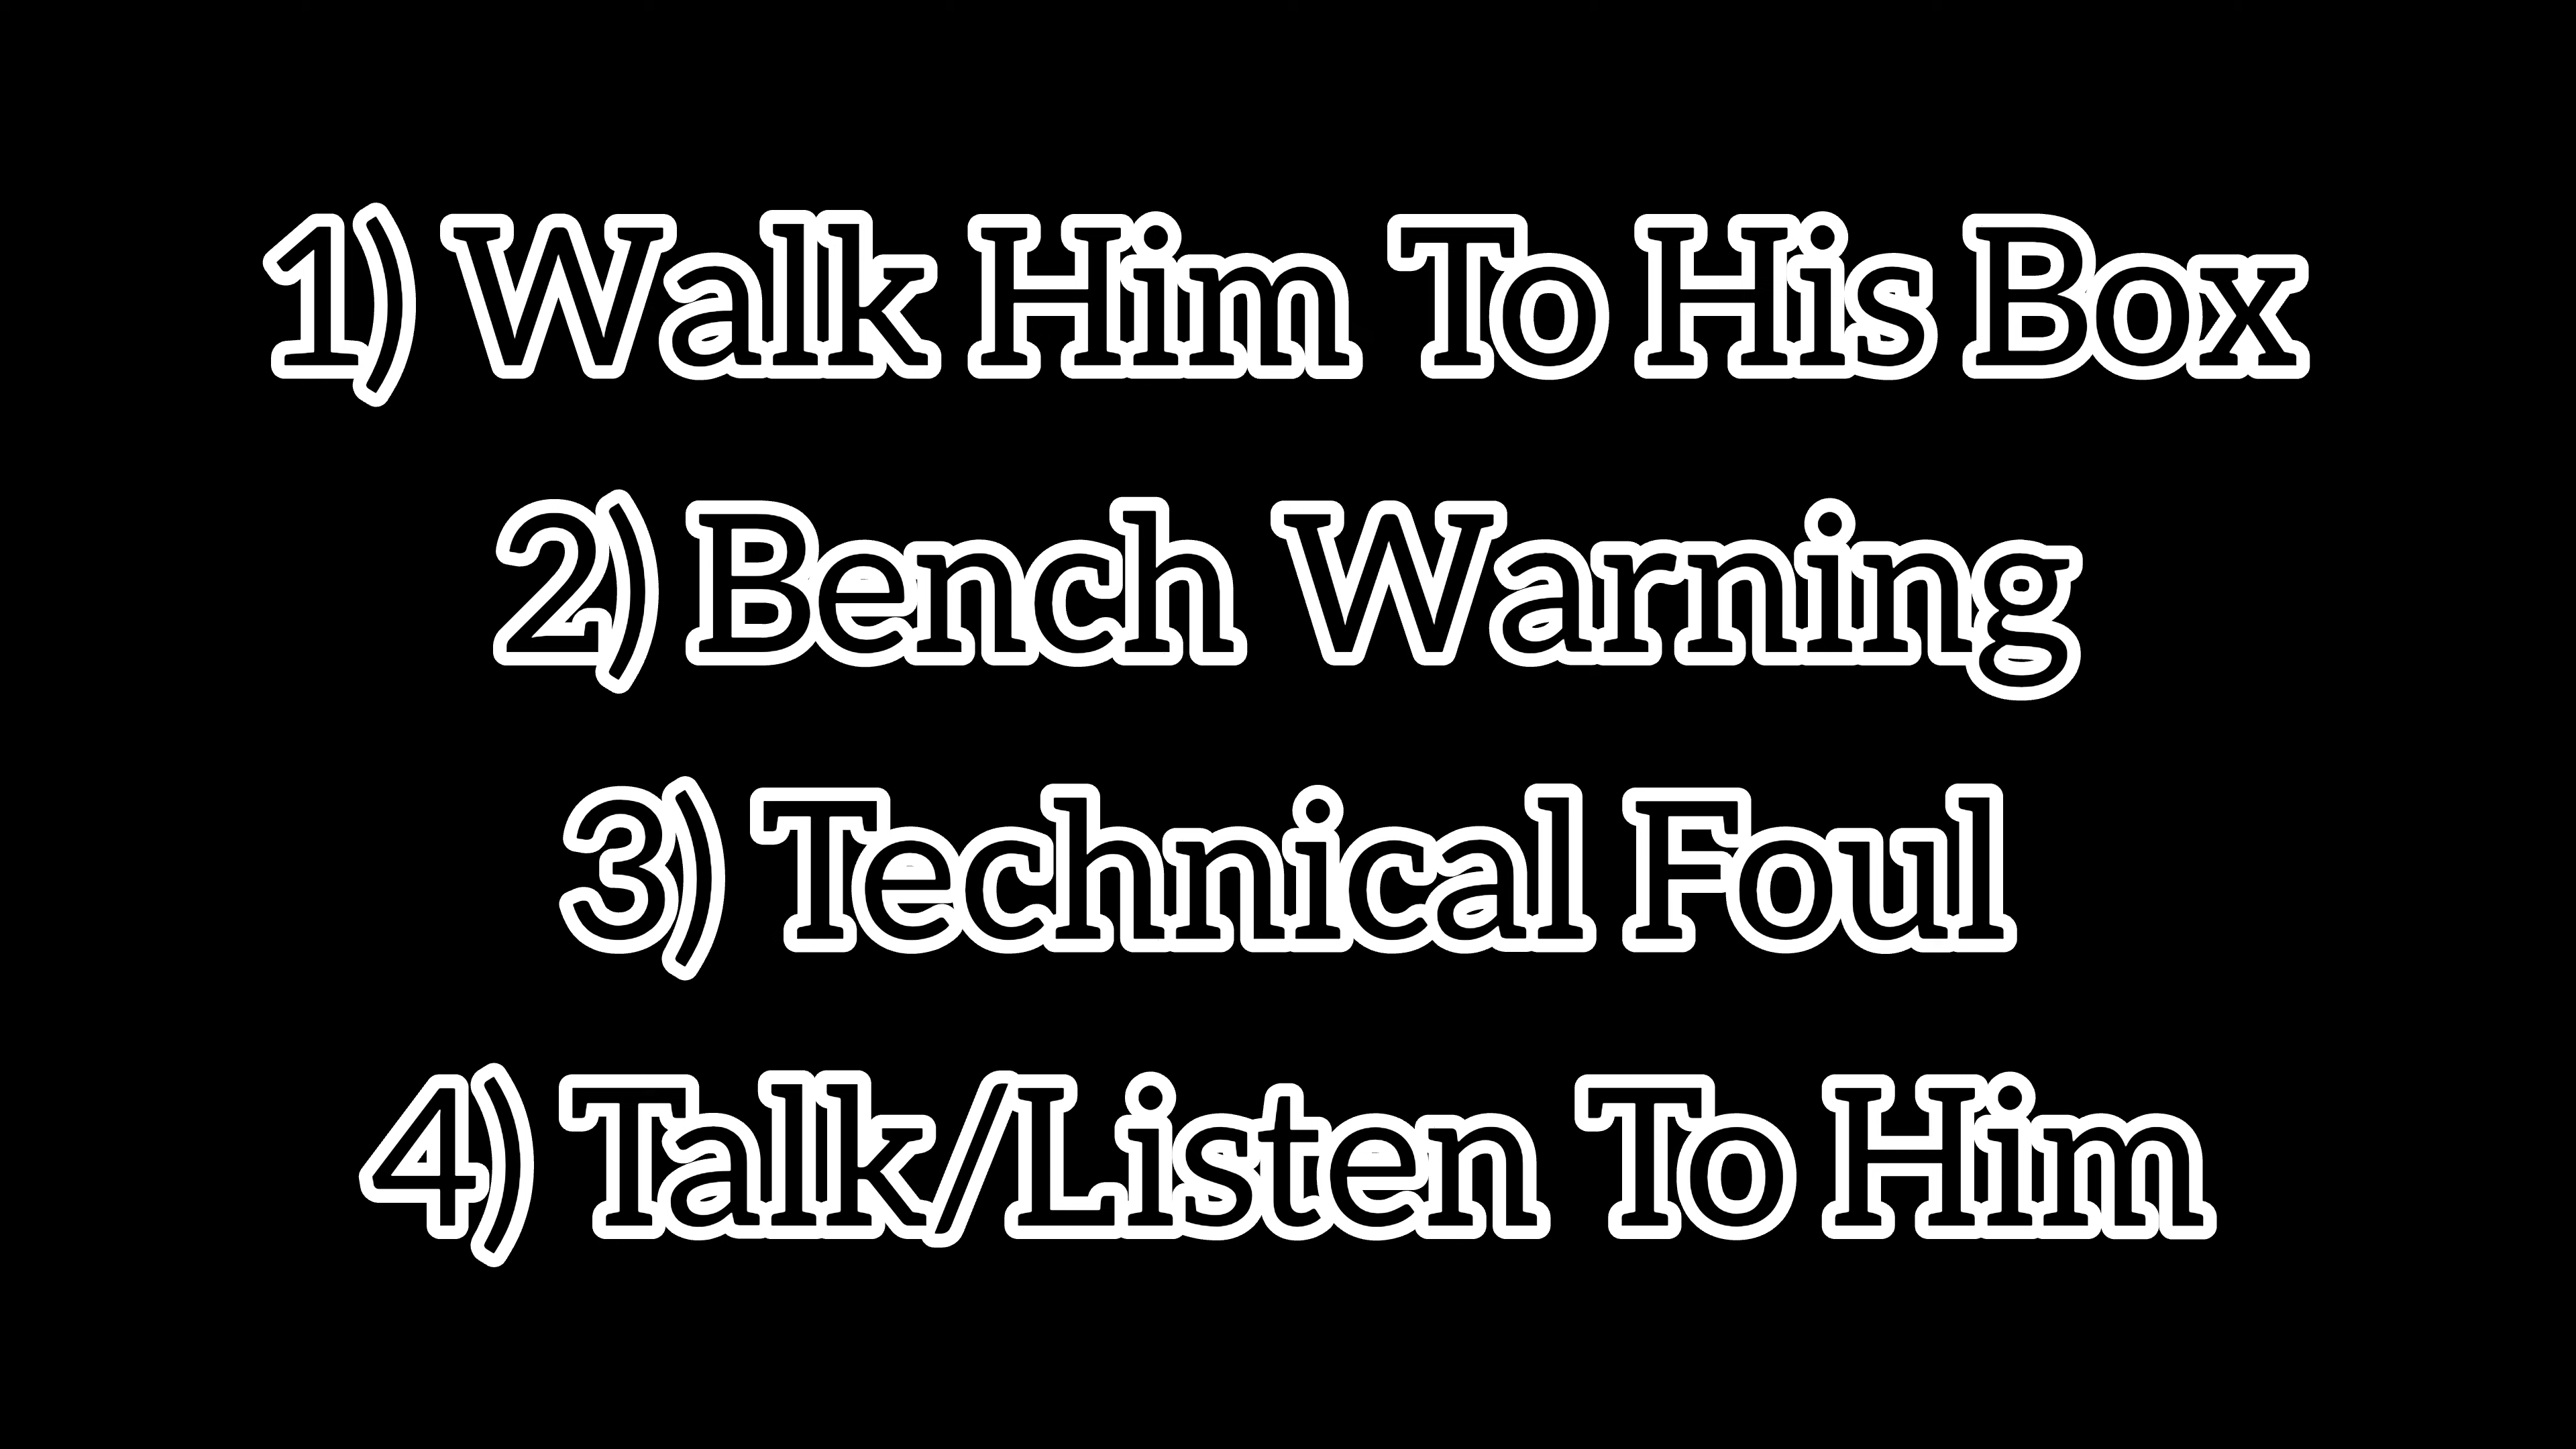 1) Walk Him To His Box
2) Bench Warning
3) Technical Foul
4) Talk/Listen To Him